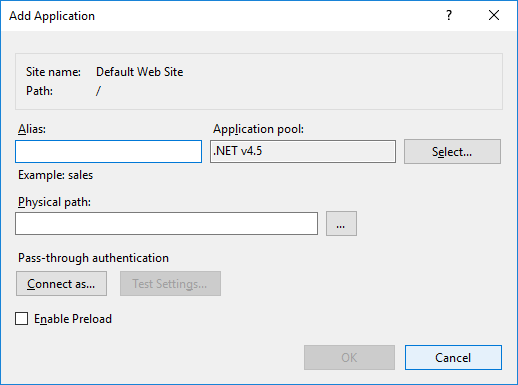 Add Application
?
Site name: Default Web Site
Path: /
Alias: Application pool:
.NET v4.5 Select...
Example: sales
Physical path:
...
Pass-through authentication
Connect as... Test Settings...
Enable Preload
OK Cancel